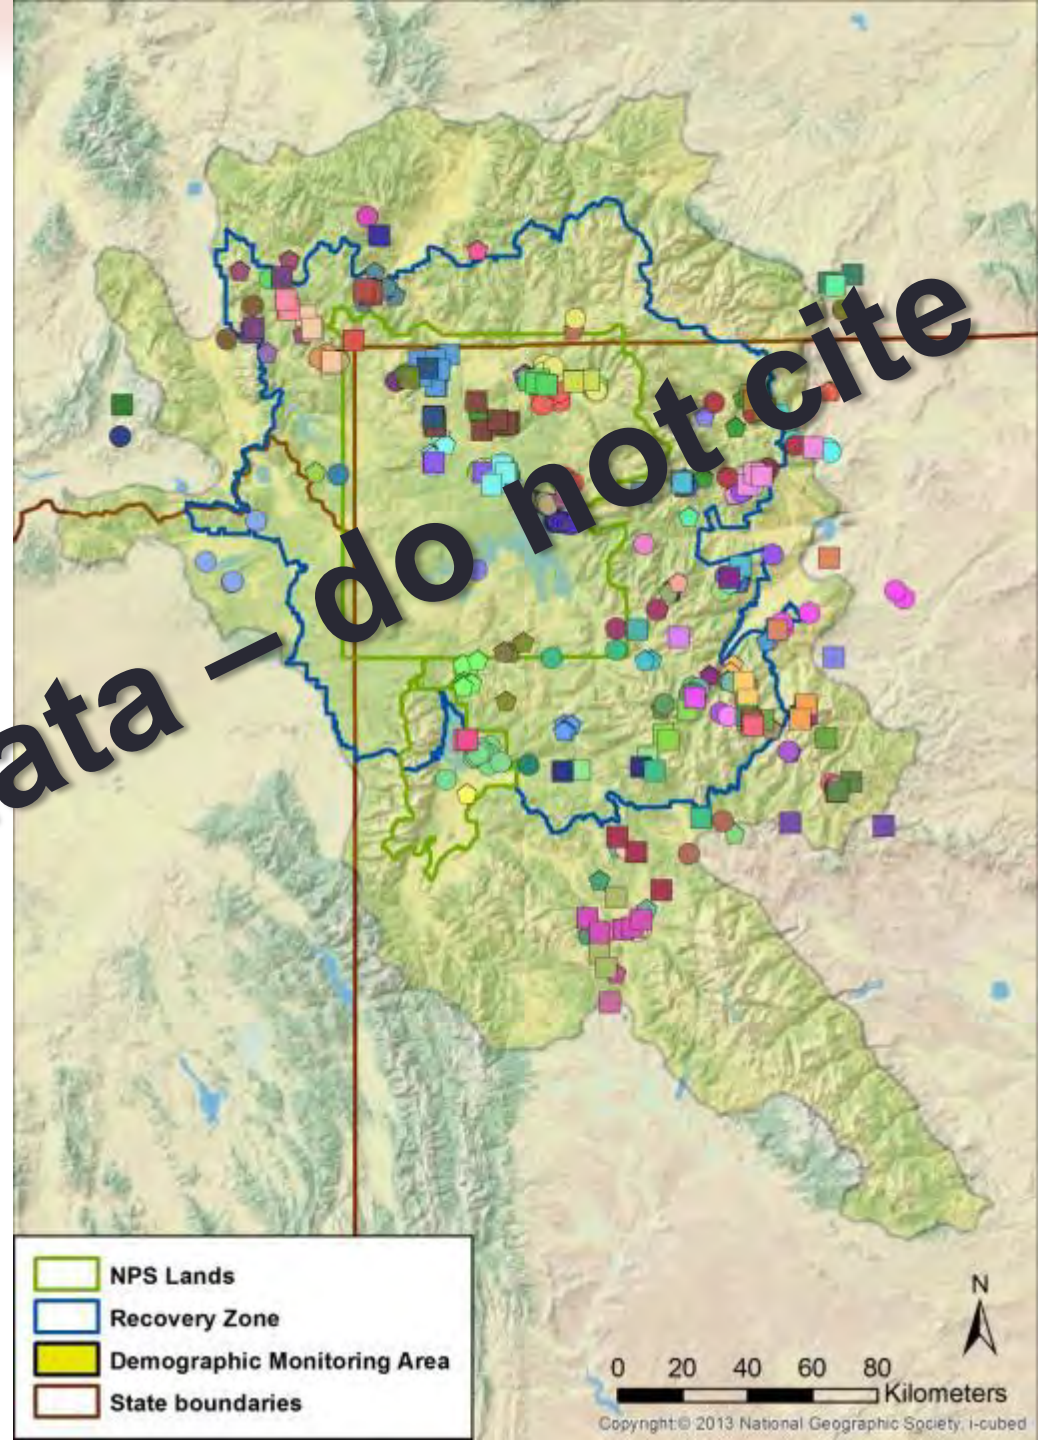 ata – do not cite
NPS Lands
Recovery Zone
Demographic Monitoring Area
State boundaries
N
0 20 40 60 80
Kilometers
Copyright:© 2013 National Geographic Society, i-cubed